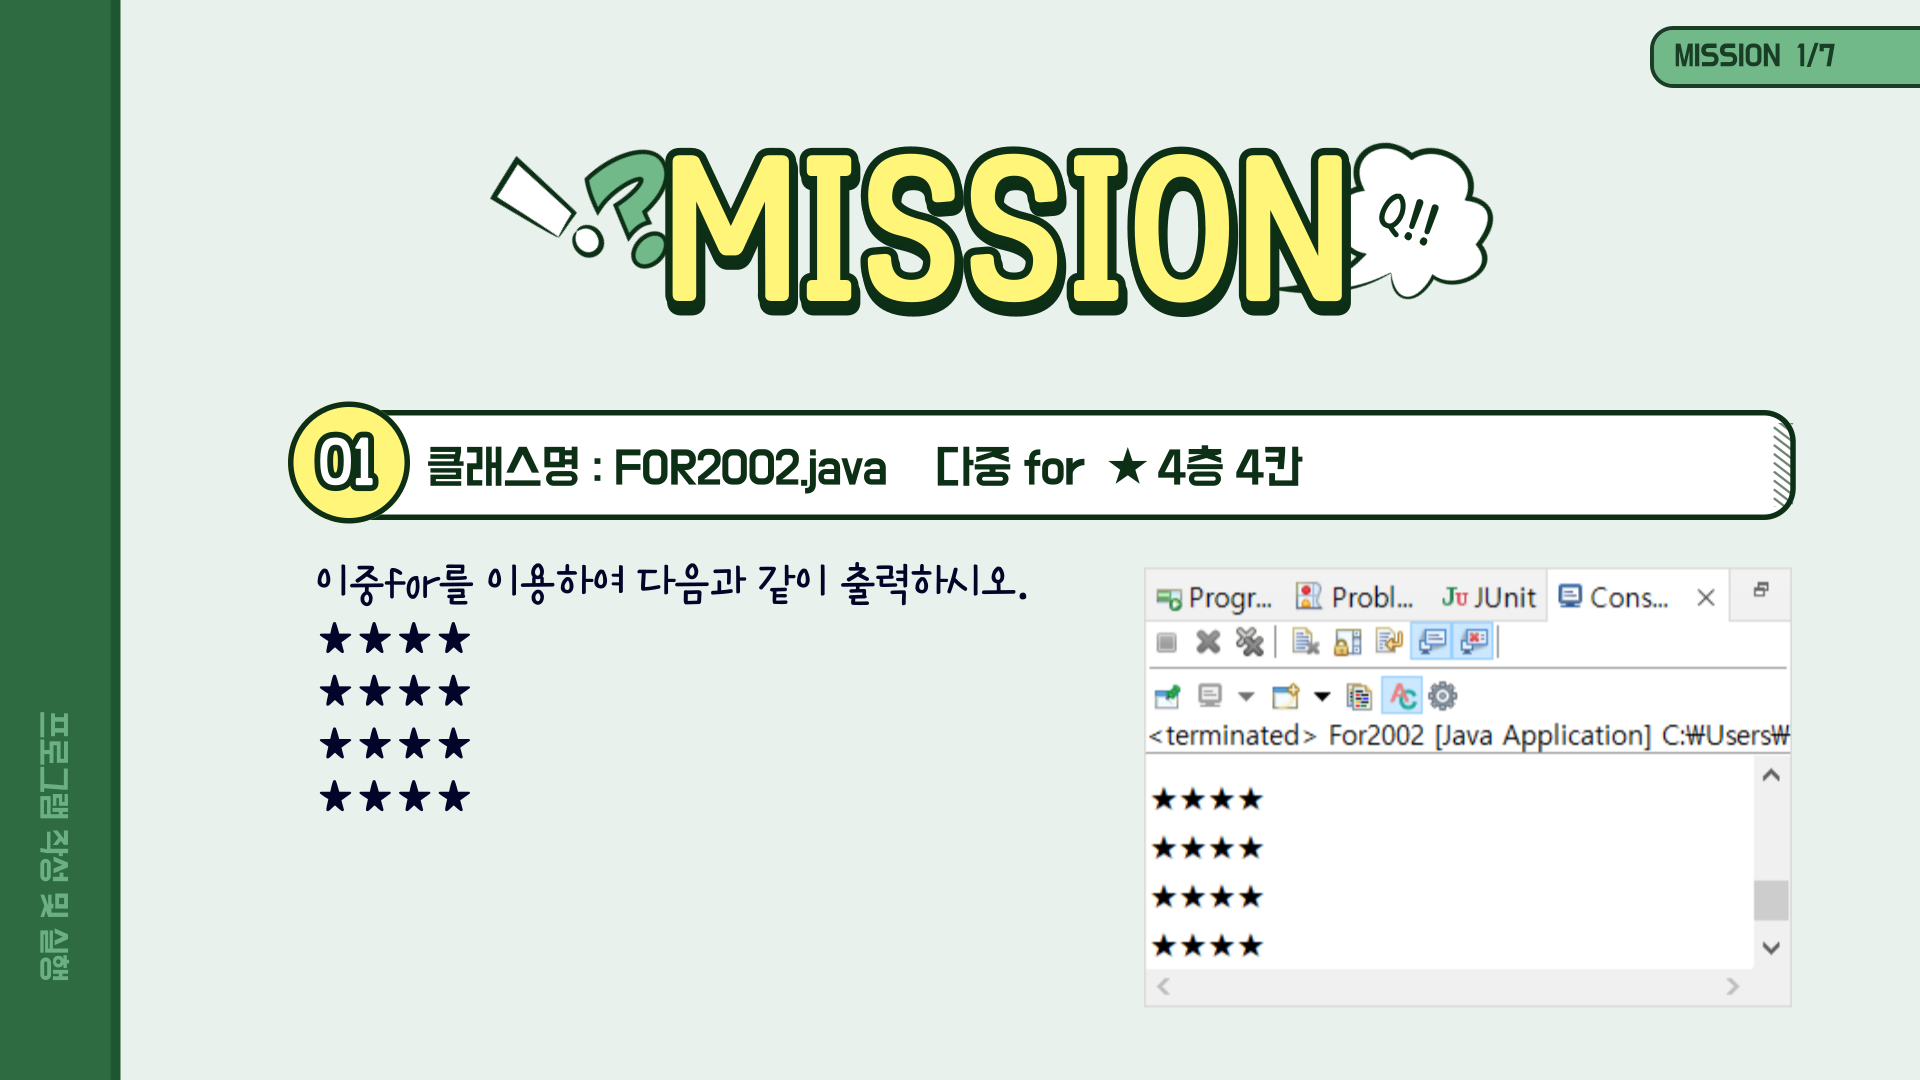 MISSION 1/7
MISSION
Q!!
01
클래스명 : FOR2002.java 다중 for ★ 4층 4칸
이중for를 이용하여 다음과 같이 출력하시오.
★★★★
★★★★
★★★★
★★★★
Progr... Probl... Ju JUnit Cons...
<terminated> For2002 [Java Application] C:₩Users₩
★★★★
★★★★
★★★★
★★★★
프로그램 작성 및 실행